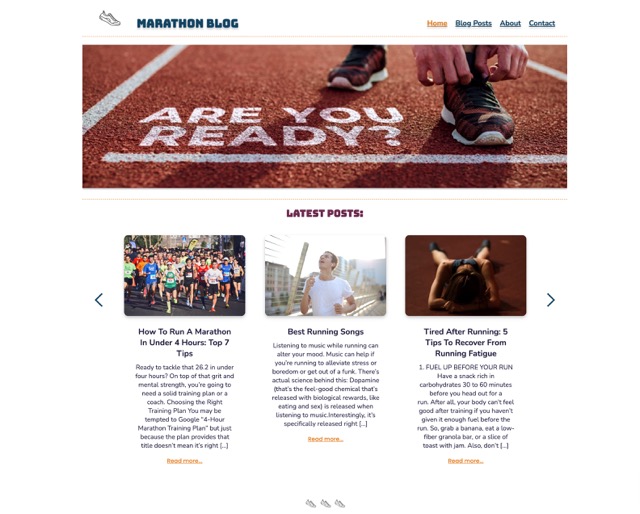 MARATHON BLOG
Home Blog Posts About Contact
ARE YOU
READY?
LATEST POSTS:
How To Run A Marathon
In Under 4 Hours: Top 7
Tips
Ready to tackle that 26.2 in under
four hours? On top of that grit and
mental strength, you're going to
need a solid training plan or a
coach. Choosing the Right
Training Plan You may be
tempted to Google "4-Hour
Marathon Training Plan" but just
because the plan provides that
title doesn't mean it's right [...]
Read more...
Best Running Songs
Listening to music while running can
alter your mood. Music can help if
you're running to alleviate stress or
boredom or get out of a funk. There's
actual science behind this: Dopamine
(that's the feel-good chemical that's
released with biological rewards, like
eating and sex) is released when
listening to music.Interestingly, it's
specifically released right [...]
Read more...
Tired After Running: 5
Tips To Recover From
Running Fatigue
1. FUEL UP BEFORE YOUR RUN
Have a snack rich in
carbohydrates 30 to 60 minutes
before you head out for a
run. After all, your body can't feel
good after training if you haven't
given it enough fuel before the
run. So, grab a banana, eat a low-
fiber granola bar, or a slice of
toast with jam. Also, don't [...]
Read more...